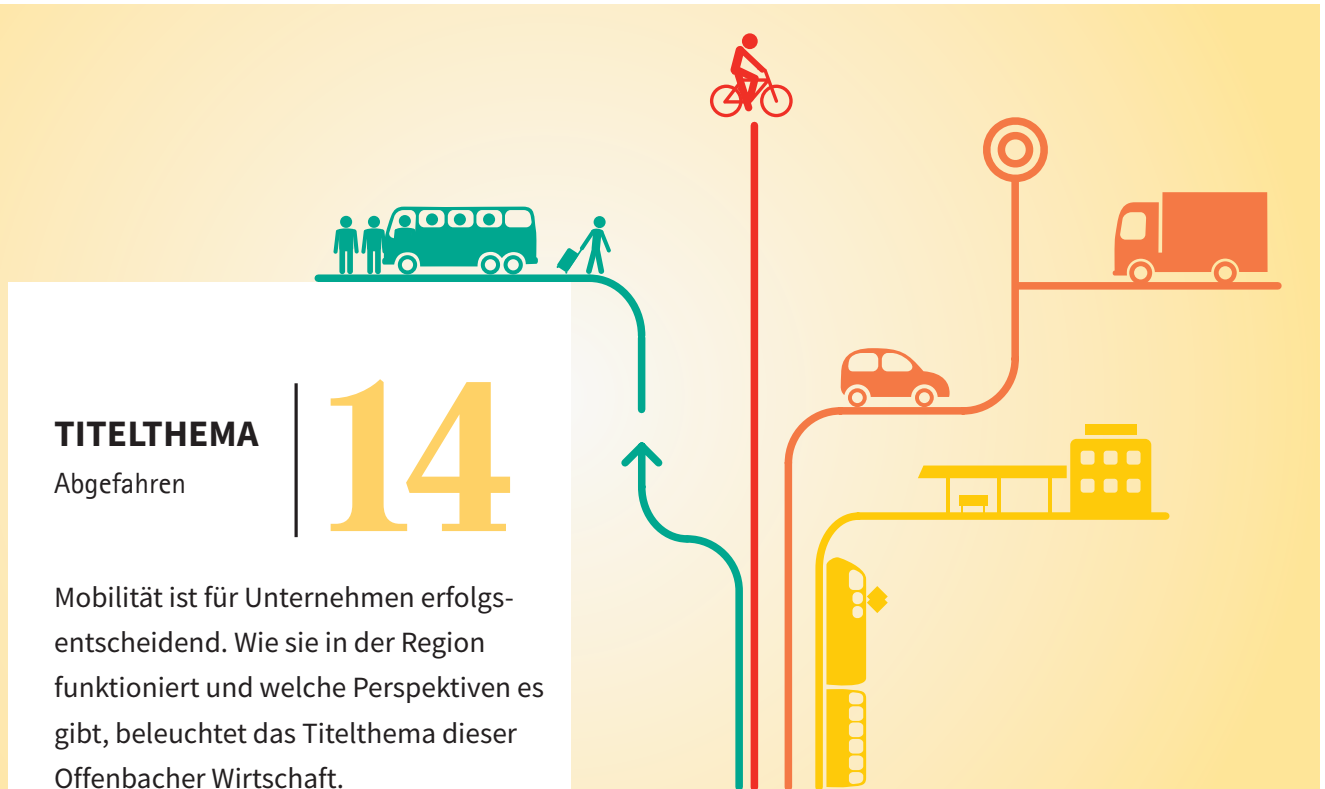 TITELTHEMA
Abgefahren
14
Mobilität ist für Unternehmen erfolgs-
entscheidend. Wie sie in der Region
funktioniert und welche Perspektiven es
gibt, beleuchtet das Titelthema dieser
Offenbacher Wirtschaft.